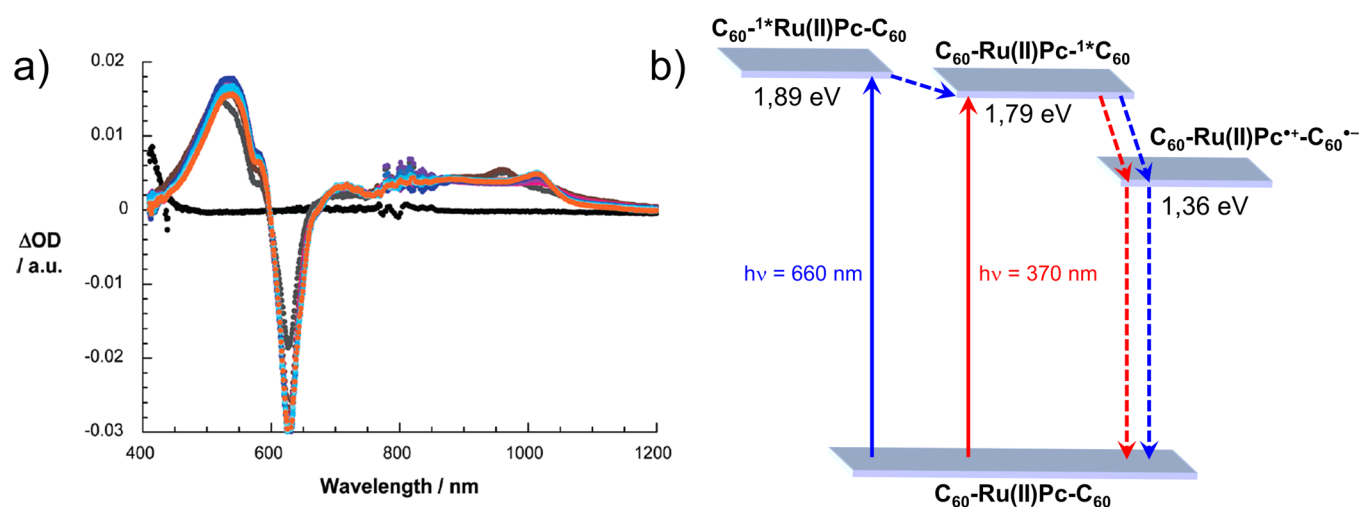 a)
0.02
0.01
0
ΔOD
/ a.u.
-0.01
-0.02
-0.03
400
600
800
1000
1200
Wavelength / nm
b)
C₆₀-¹*Ru(II)Pc-C₆₀
1,89 eV
C₆₀-Ru(II)Pc-¹*C₆₀
1,79 eV
C₆₀-Ru(II)Pc•⁺-C₆₀•⁻
1,36 eV
hν = 660 nm
hν = 370 nm
C₆₀-Ru(II)Pc-C₆₀